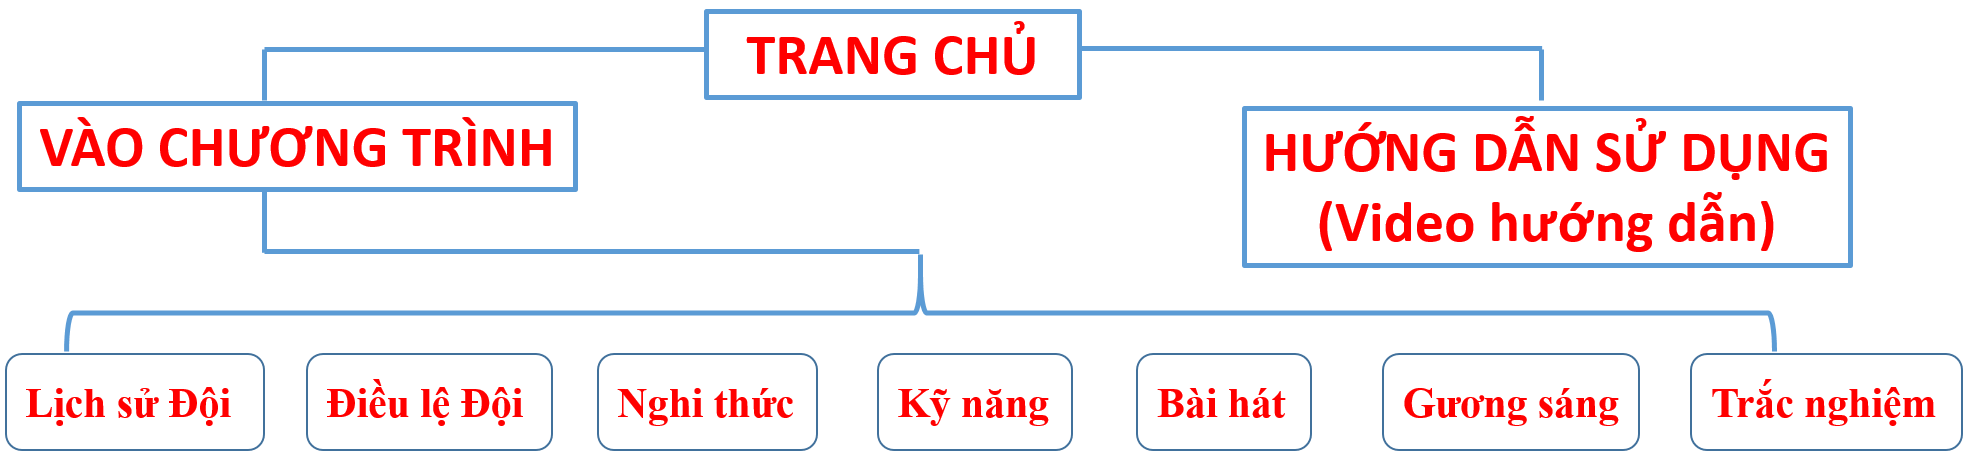 TRANG CHỦ
VÀO CHƯƠNG TRÌNH
HƯỚNG DẪN SỬ DỤNG
(Video hướng dẫn)
Lịch sử Đội
Điều lệ Đội
Nghi thức
Kỹ năng
Bài hát
Gương sáng
Trắc nghiệm